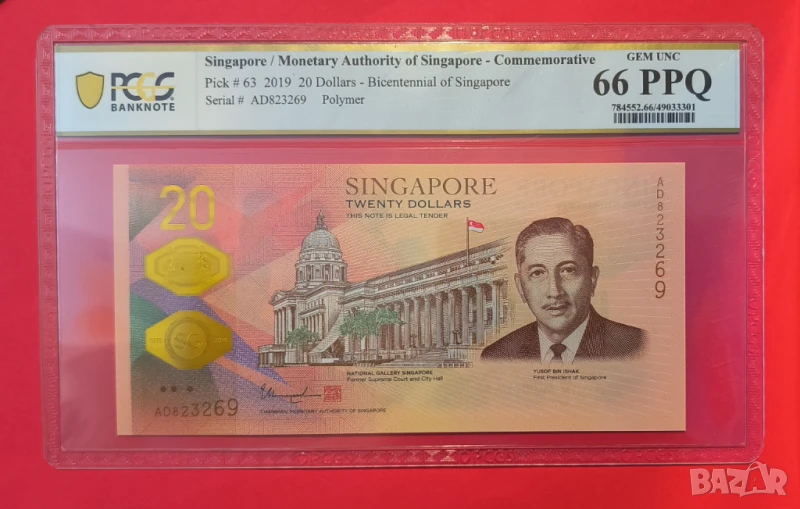 PCGS
BANKNOTE
Singapore / Monetary Authority of Singapore - Commemorative
Pick # 63 2019 20 Dollars - Bicentennial of Singapore
Serial # AD823269 Polymer
GEM UNC
66 PPQ
784552.66/49033301
20
SINGAPORE
TWENTY DOLLARS
THIS NOTE IS LEGAL TENDER
AD823269
NATIONAL GALLERY SINGAPORE
Former Supreme Court and City Hall
YUSOF BIN ISHAK
First President of Singapore
AD823269
CHAIRMAN, MONETARY AUTHORITY OF SINGAPORE
BAZAR